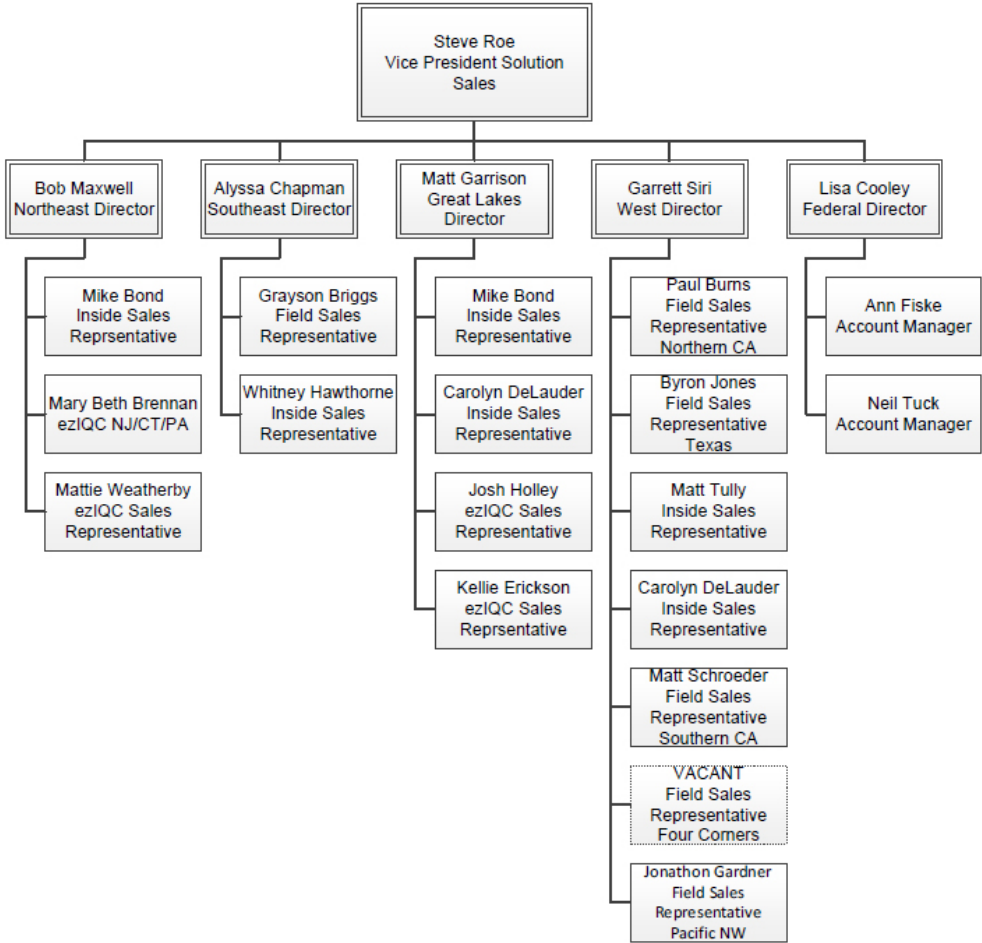 Steve Roe
Vice President Solution
Sales
Bob Maxwell
Northeast Director
Alyssa Chapman
Southeast Director
Matt Garrison
Great Lakes
Director
Garrett Siri
West Director
Lisa Cooley
Federal Director
Mike Bond
Inside Sales
Reprsentative
Mary Beth Brennan
ezIQC NJ/CT/PA
Mattie Weatherby
ezIQC Sales
Representative
Grayson Briggs
Field Sales
Representative
Whitney Hawthorne
Inside Sales
Representative
Mike Bond
Inside Sales
Representative
Carolyn DeLauder
Inside Sales
Representative
Josh Holley
ezIQC Sales
Representative
Kellie Erickson
ezIQC Sales
Reprsentative
Paul Burns
Field Sales
Representative
Northern CA
Byron Jones
Field Sales
Representative
Texas
Matt Tully
Inside Sales
Representative
Carolyn DeLauder
Inside Sales
Representative
Matt Schroeder
Field Sales
Representative
Southern CA
VACANT
Field Sales
Representative
Four Corners
Jonathon Gardner
Field Sales
Representative
Pacific NW
Ann Fiske
Account Manager
Neil Tuck
Account Manager